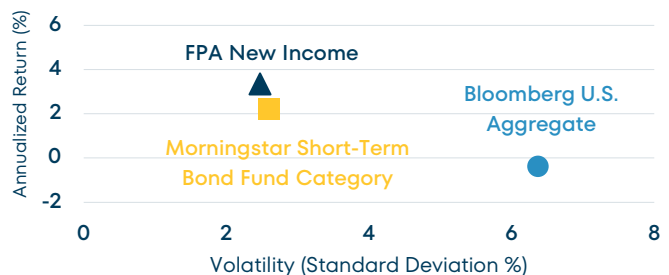 Annualized Return (%)
6
4
2
0
-2
FPA New Income
Bloomberg U.S.
Aggregate
Morningstar Short-Term
Bond Fund Category
0
2
4
6
8
Volatility (Standard Deviation %)